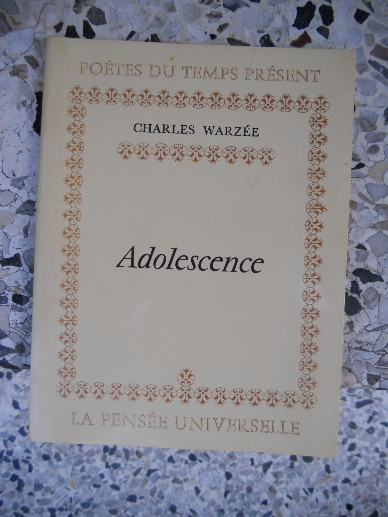 POÈTES DU TEMPS PRÉSENT
CHARLES WARZÉE
Adolescence
LA PENSÉE UNIVERSELLE